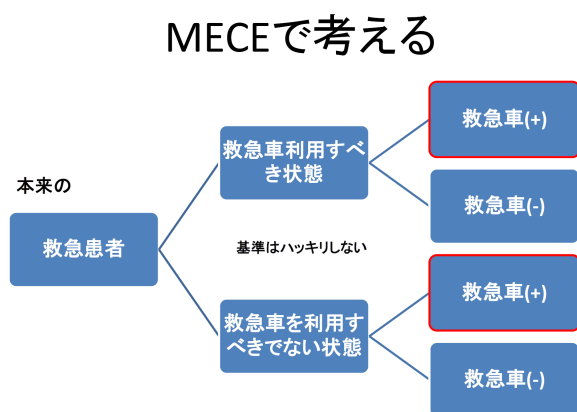 MECEで考える
本来の
救急患者
救急車利用すべ
き状態
救急車(+)
救急車(-)
基準はハッキリしない
救急車を利用す
べきでない状態
救急車(+)
救急車(-)